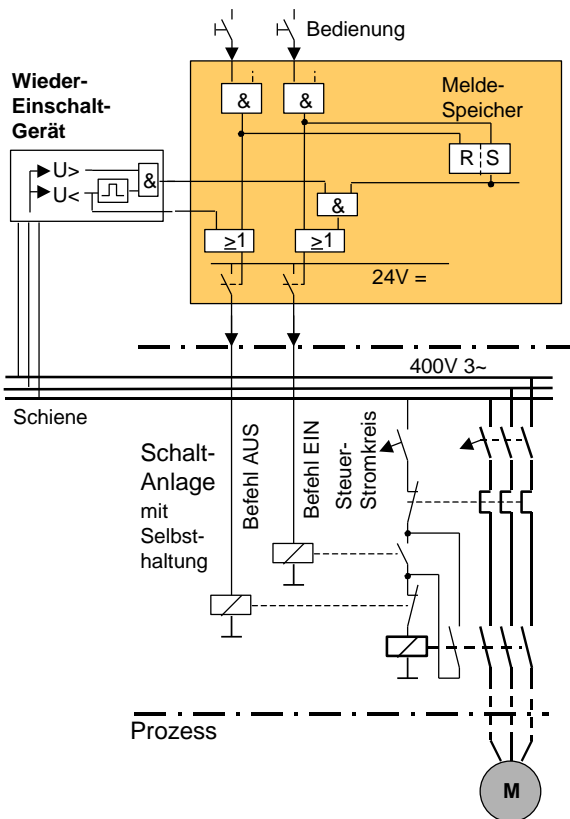 Bedienung
Wieder-
Einschalt-
Gerät
&
&
Melde-
Speicher
R S
U>
U<
&
&
≥1
≥1
24V =
400V 3~
Schiene
Schalt-
Anlage
mit
Selbst-
haltung
Befehl AUS
Befehl EIN
Steuer-
Stromkreis
Prozess
M